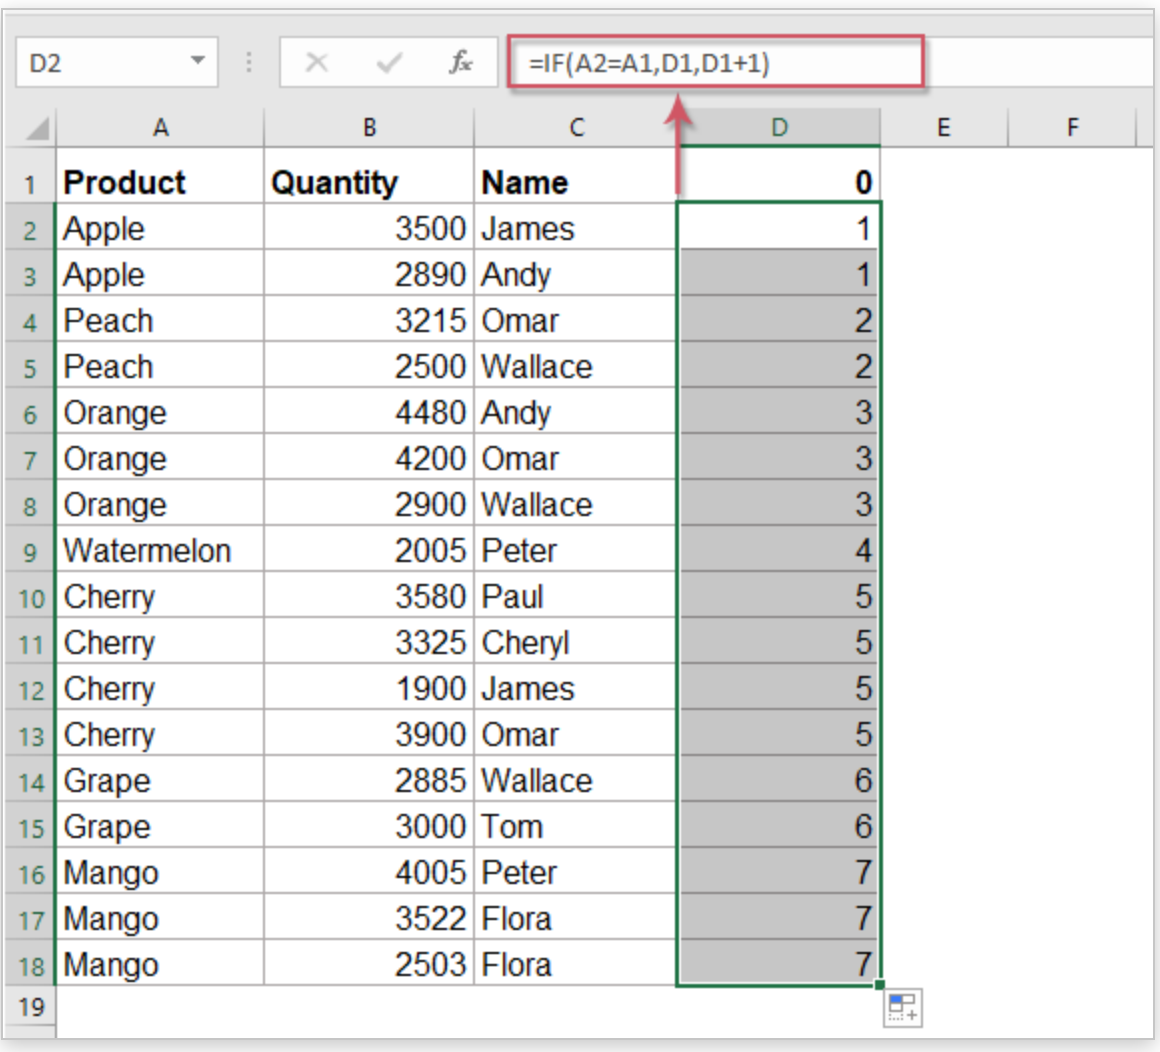 D2 fx =IF(A2=A1,D1,D1+1)
A B C D E F
1 Product Quantity Name 0
2 Apple 3500 James 1
3 Apple 2890 Andy 1
4 Peach 3215 Omar 2
5 Peach 2500 Wallace 2
6 Orange 4480 Andy 3
7 Orange 4200 Omar 3
8 Orange 2900 Wallace 3
9 Watermelon 2005 Peter 4
10 Cherry 3580 Paul 5
11 Cherry 3325 Cheryl 5
12 Cherry 1900 James 5
13 Cherry 3900 Omar 5
14 Grape 2885 Wallace 6
15 Grape 3000 Tom 6
16 Mango 4005 Peter 7
17 Mango 3522 Flora 7
18 Mango 2503 Flora 7
19